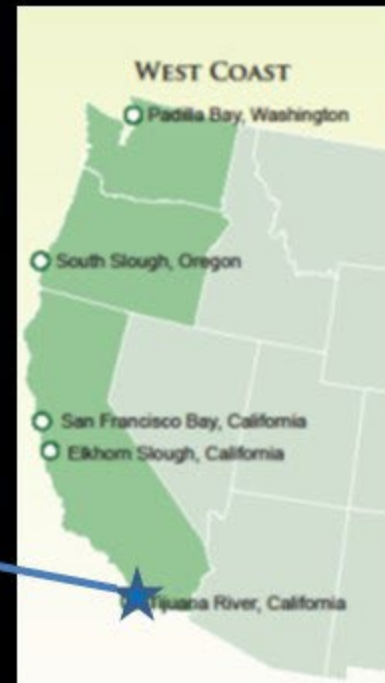 WEST COAST
Padilla Bay, Washington
South Slough, Oregon
San Francisco Bay, California
Elkhorn Slough, California
Tijuana River, California